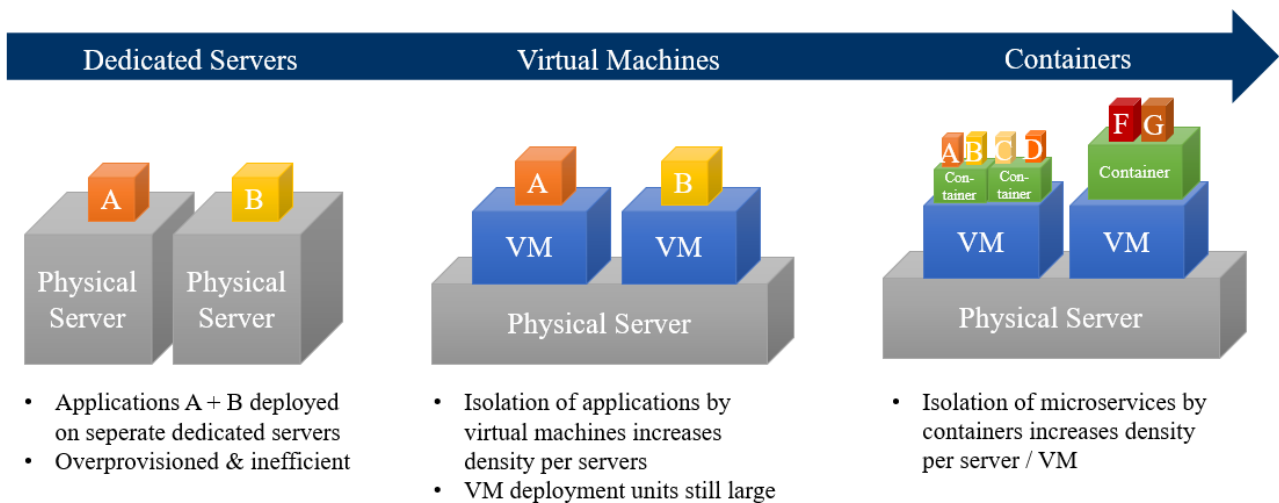 Dedicated Servers
Virtual Machines
Containers
A
B
Physical
Server
Physical
Server
A
B
VM
VM
Physical Server
A
B
C
D
Con-
tainer
Con-
tainer
F
G
Container
VM
VM
Physical Server
• Applications A + B deployed
on seperate dedicated servers
• Overprovisioned & inefficient
• Isolation of applications by
virtual machines increases
density per servers
• VM deployment units still large
• Isolation of microservices by
containers increases density
per server / VM